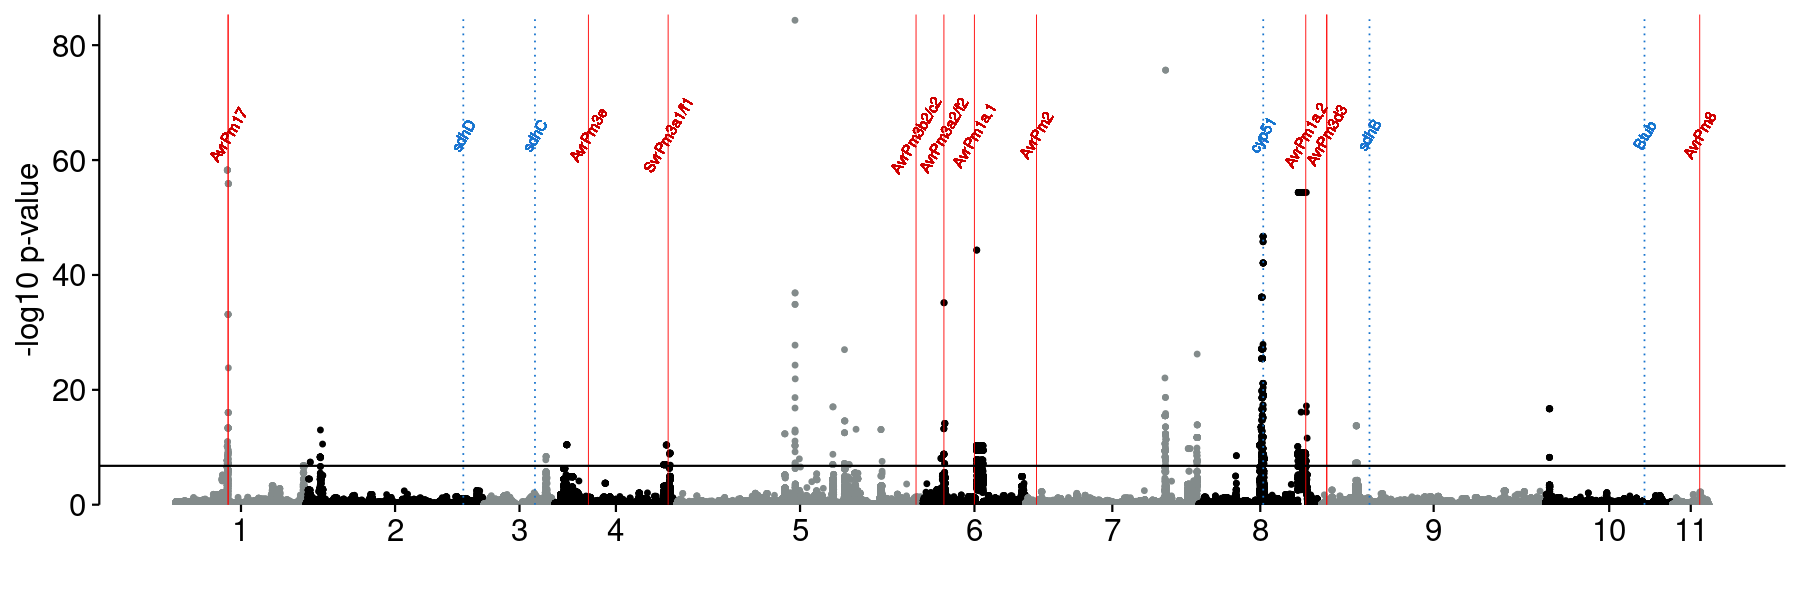 -log10 p-value
80
60
40
20
0
AvrPm17
sdhD
sdhC
AvrPm3e
SvrPm3a1/f1
AvrPm3b2/c2
AvrPm3a2/f2
AvrPm1a.1
AvrPm2
cyp51
AvrPm1a.2
AvrPm3d3
sdhB
Btub
AvrPm8
1 2 3 4 5 6 7 8 9 10 11